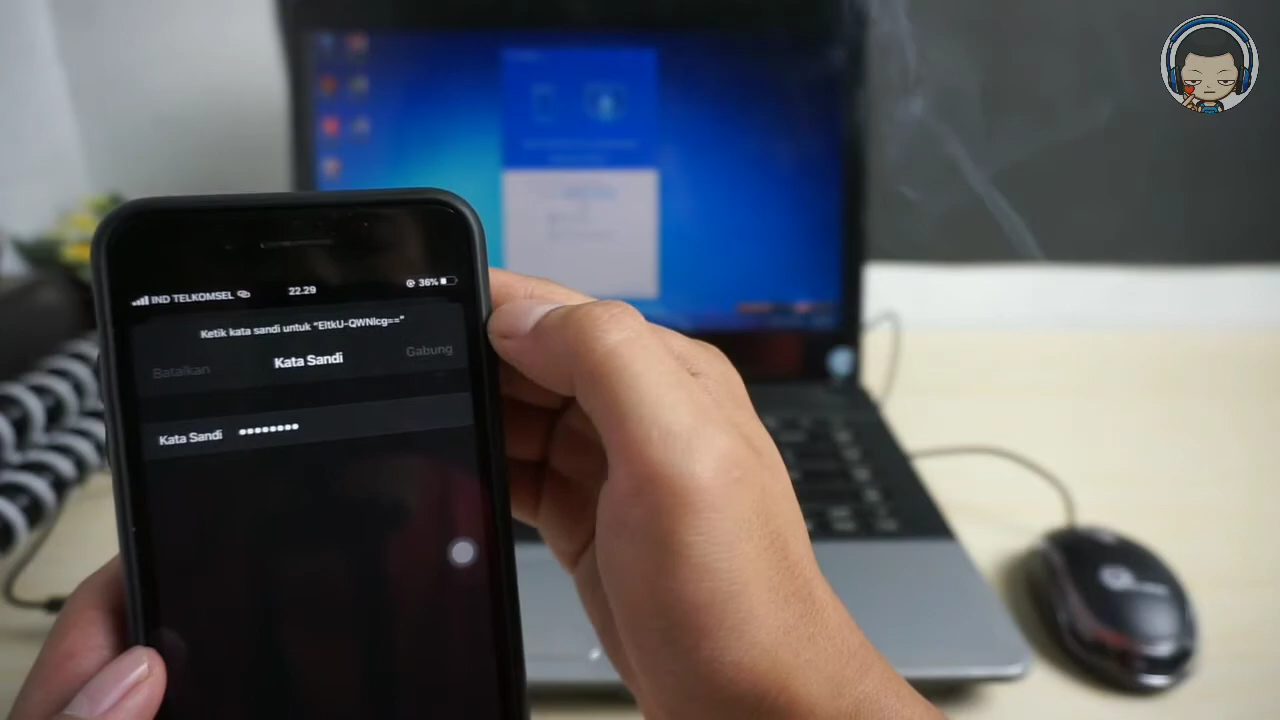 IND TELKOMSEL 22.29 36%
Ketik kata sandi untuk "EltkU-QWNlcg=="
Batalkan Kata Sandi Gabung
Kata Sandi ●●●●●●●●●